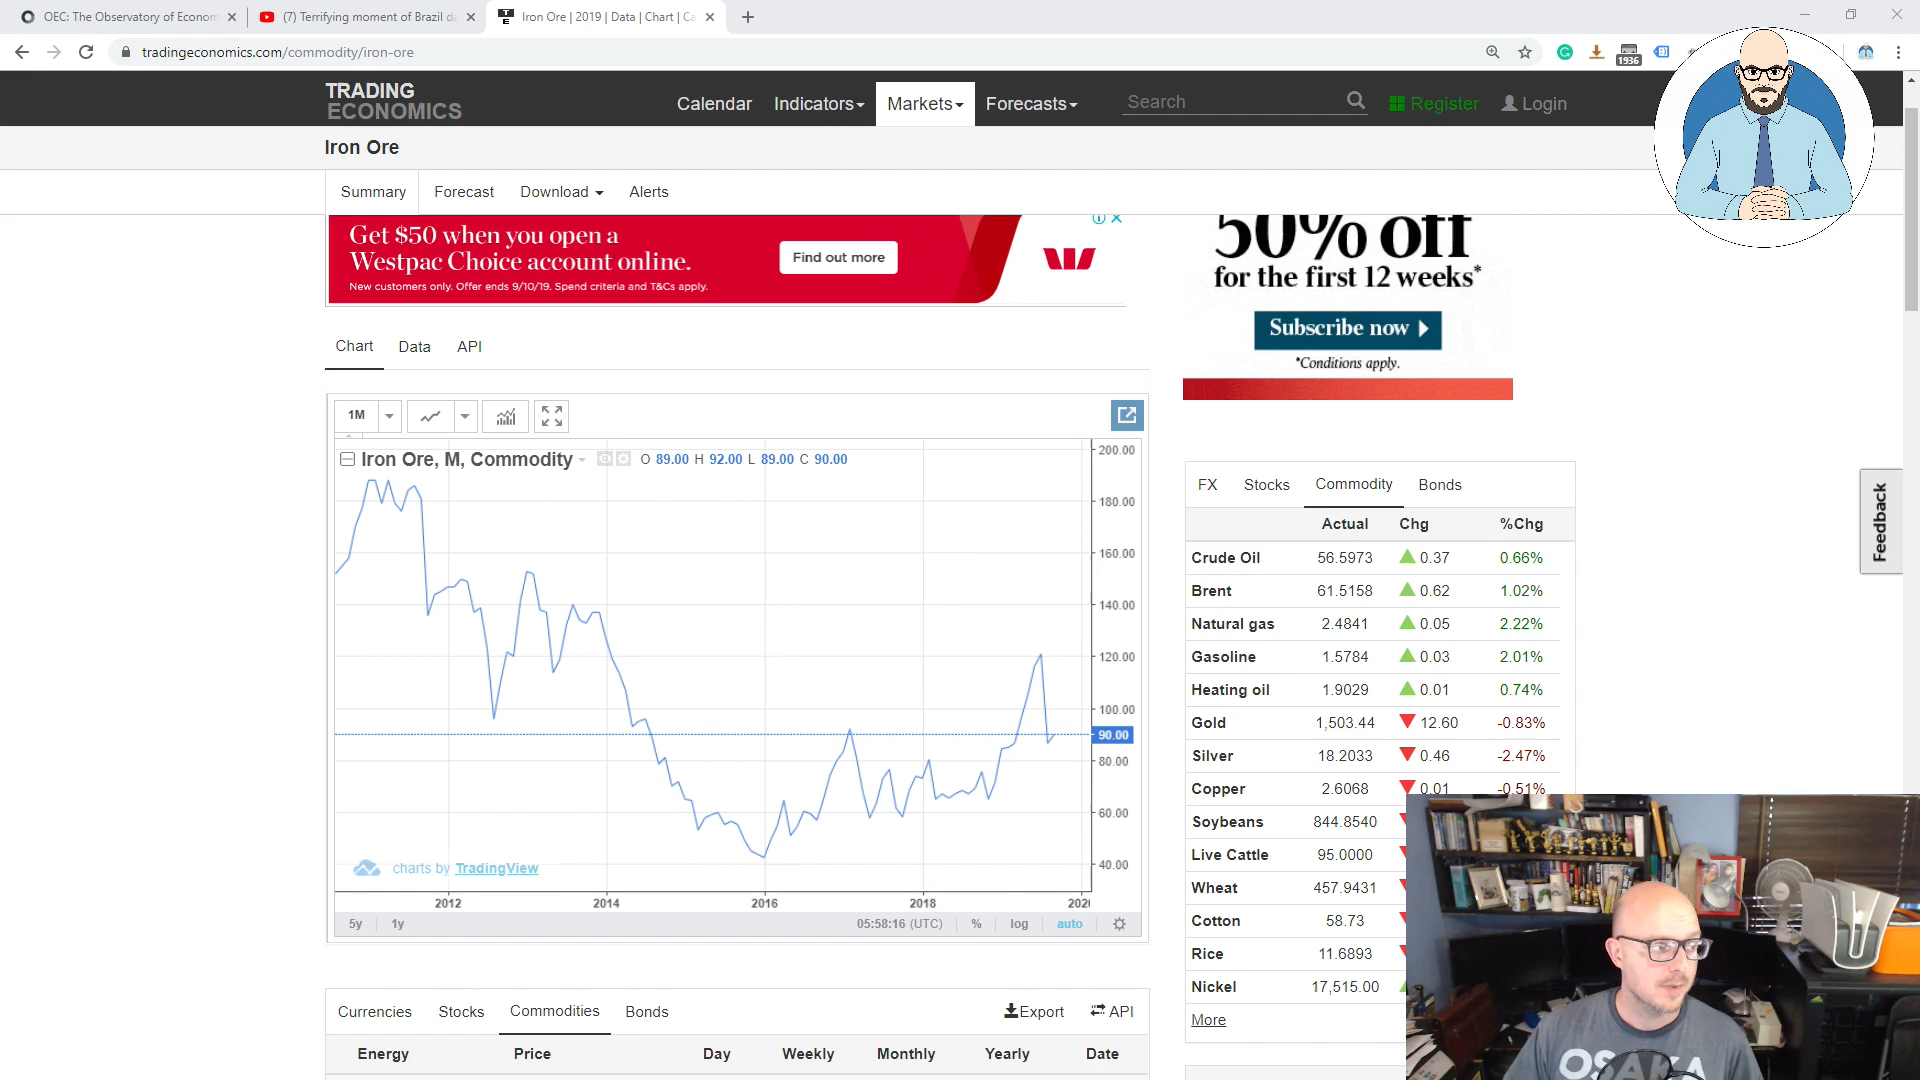 OEC: The Observatory of Econom
(7) Terrifying moment of Brazil da
Iron Ore | 2019 | Data | Chart | Ca
tradingeconomics.com/commodity/iron-ore
1936
TRADING
ECONOMICS
Calendar
Indicators
Markets
Forecasts
Search
Register
Login
Iron Ore
Summary
Forecast
Download
Alerts
Get $50 when you open a
Westpac Choice account online.
New customers only. Offer ends 9/10/19. Spend criteria and T&Cs apply.
Find out more
50% off
for the first 12 weeks*
Subscribe now
*Conditions apply.
Chart
Data
API
1M
Iron Ore, M, Commodity
O 89.00 H 92.00 L 89.00 C 90.00
200.00
180.00
160.00
140.00
120.00
100.00
90.00
80.00
60.00
40.00
charts by TradingView
2012
2014
2016
2018
2020
5y
1y
05:58:16 (UTC)
%
log
auto
FX
Stocks
Commodity
Bonds
Actual Chg %Chg
Crude Oil 56.5973 0.37 0.66%
Brent 61.5158 0.62 1.02%
Natural gas 2.4841 0.05 2.22%
Gasoline 1.5784 0.03 2.01%
Heating oil 1.9029 0.01 0.74%
Gold 1,503.44 12.60 -0.83%
Silver 18.2033 0.46 -2.47%
Copper 2.6068 0.01 -0.51%
Soybeans 844.8540
Live Cattle 95.0000
Wheat 457.9431
Cotton 58.73
Rice 11.6893
Nickel 17,515.00
More
Feedback
Currencies
Stocks
Commodities
Bonds
Export
API
Energy Price Day Weekly Monthly Yearly Date
OSAKA